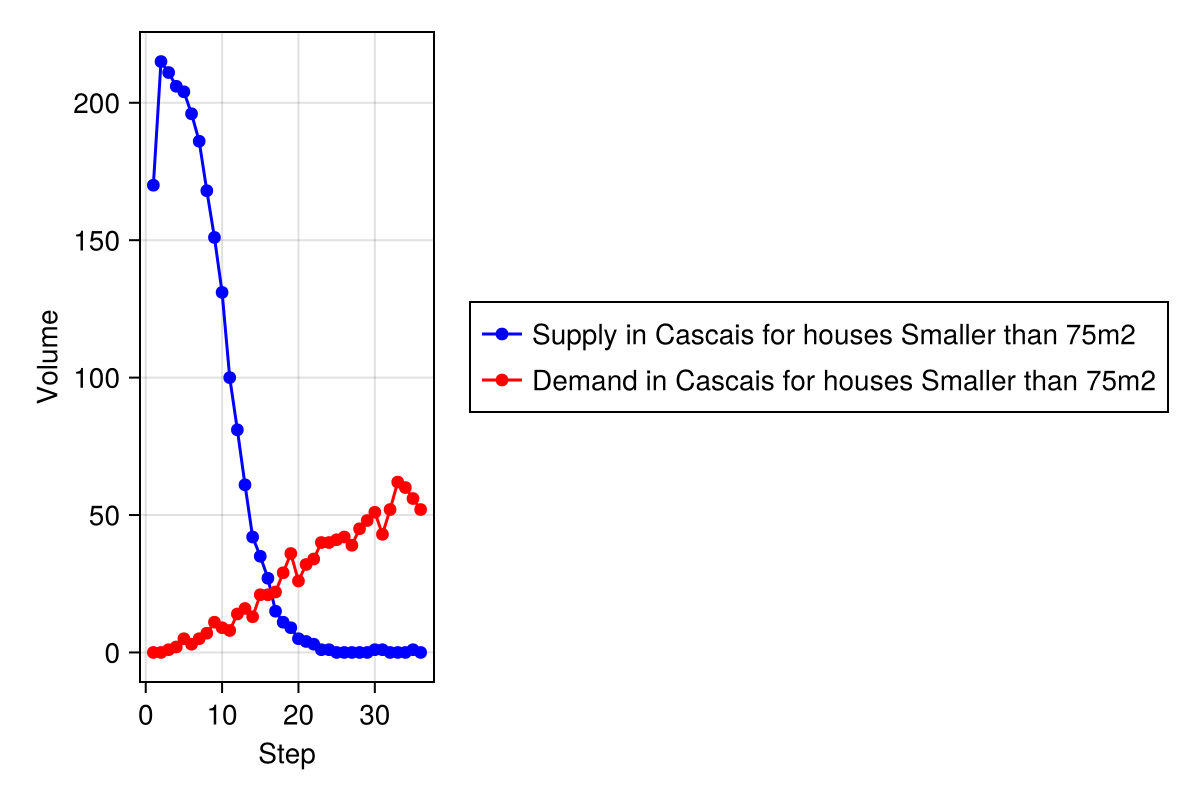 200
150
100
50
0
Volume
0 10 20 30
Step
Supply in Cascais for houses Smaller than 75m2
Demand in Cascais for houses Smaller than 75m2